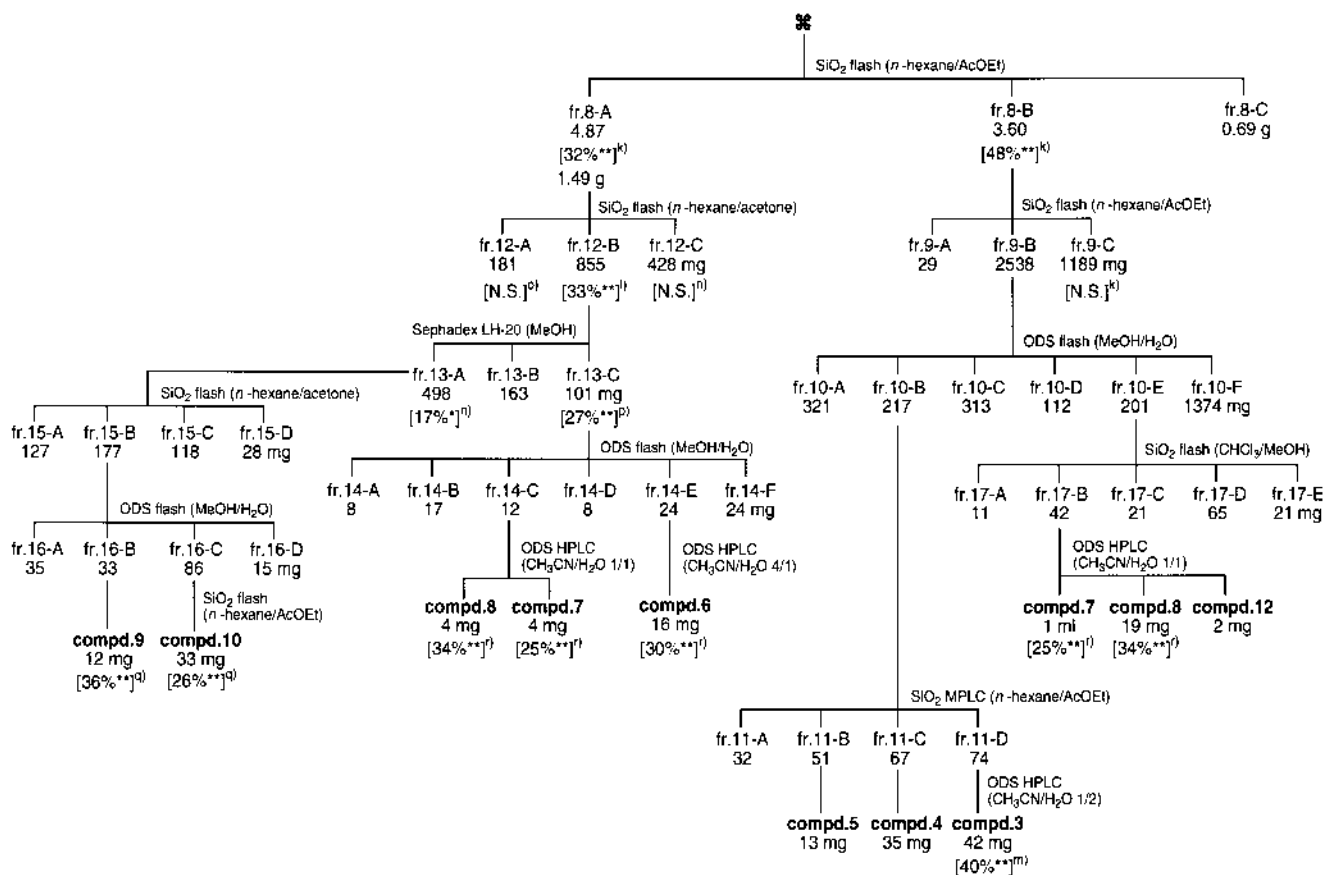 ⌘
SiO2 flash (n-hexane/AcOEt)
fr.8-A fr.8-B fr.8-C
4.87 3.60 0.69 g
[32%**]k) [48%**]k)
1.49 g
SiO2 flash (n-hexane/acetone) SiO2 flash (n-hexane/AcOEt)
fr.12-A fr.12-B fr.12-C fr.9-A fr.9-B fr.9-C
181 855 428 mg 29 2538 1189 mg
[N.S.]p) [33%**]l) [N.S.]n) [N.S.]k)
Sephadex LH-20 (MeOH) ODS flash (MeOH/H2O)
fr.13-A fr.13-B fr.13-C fr.10-A fr.10-B fr.10-C fr.10-D fr.10-E fr.10-F
498 163 101 mg 321 217 313 112 201 1374 mg
[17%*]n) [27%**]p)
SiO2 flash (n-hexane/acetone)
fr.15-A fr.15-B fr.15-C fr.15-D
127 177 118 28 mg
ODS flash (MeOH/H2O) SiO2 flash (CHCl3/MeOH)
fr.14-A fr.14-B fr.14-C fr.14-D fr.14-E fr.14-F fr.17-A fr.17-B fr.17-C fr.17-D fr.17-E
8 17 12 8 24 24 mg 11 42 21 65 21 mg
ODS flash (MeOH/H2O)
fr.16-A fr.16-B fr.16-C fr.16-D
35 33 86 15 mg
ODS HPLC ODS HPLC ODS HPLC
(CH3CN/H2O 1/1) (CH3CN/H2O 4/1) (CH3CN/H2O 1/1)
SiO2 flash
(n-hexane/AcOEt)
compd.8 compd.7 compd.6 compd.7 compd.8 compd.12
4 mg 4 mg 16 mg 1 ml 19 mg 2 mg
[34%**]r) [25%**]r) [30%**]r) [25%**]r) [34%**]r)
compd.9 compd.10
12 mg 33 mg
[36%**]q) [26%**]q)
SiO2 MPLC (n-hexane/AcOEt)
fr.11-A fr.11-B fr.11-C fr.11-D
32 51 67 74
ODS HPLC
(CH3CN/H2O 1/2)
compd.5 compd.4 compd.3
13 mg 35 mg 42 mg
[40%**]m)